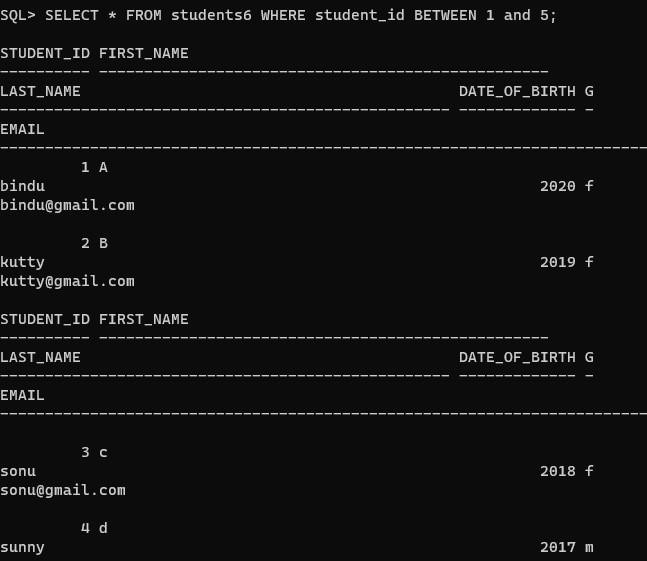 SQL> SELECT * FROM students6 WHERE student_id BETWEEN 1 and 5;
STUDENT_ID FIRST_NAME
---------- --------------------------------------------------
LAST_NAME                                          DATE_OF_BIRTH G
-------------------------------------------------- ------------- -
EMAIL
------------------------------------------------------------------------
         1 A
bindu                                                       2020 f
bindu@gmail.com
         2 B
kutty                                                       2019 f
kutty@gmail.com
STUDENT_ID FIRST_NAME
---------- --------------------------------------------------
LAST_NAME                                          DATE_OF_BIRTH G
-------------------------------------------------- ------------- -
EMAIL
------------------------------------------------------------------------
         3 c
sonu                                                        2018 f
sonu@gmail.com
         4 d
sunny                                                       2017 m